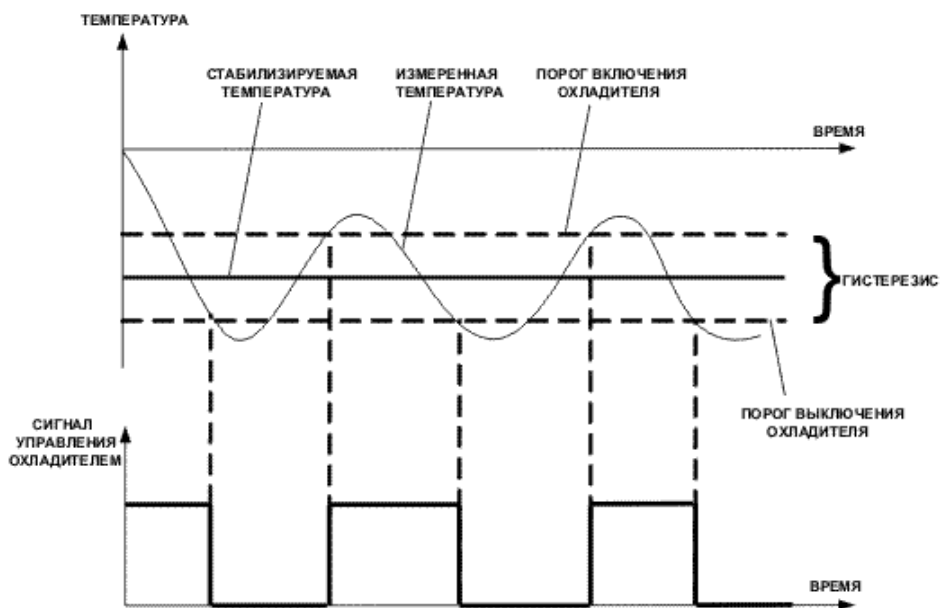 ТЕМПЕРАТУРА
СТАБИЛИЗИРУЕМАЯ
ТЕМПЕРАТУРА
ИЗМЕРЕННАЯ
ТЕМПЕРАТУРА
ПОРОГ ВКЛЮЧЕНИЯ
ОХЛАДИТЕЛЯ
ВРЕМЯ
ГИСТЕРЕЗИС
ПОРОГ ВЫКЛЮЧЕНИЯ
ОХЛАДИТЕЛЯ
СИГНАЛ
УПРАВЛЕНИЯ
ОХЛАДИТЕЛЕМ
ВРЕМЯ